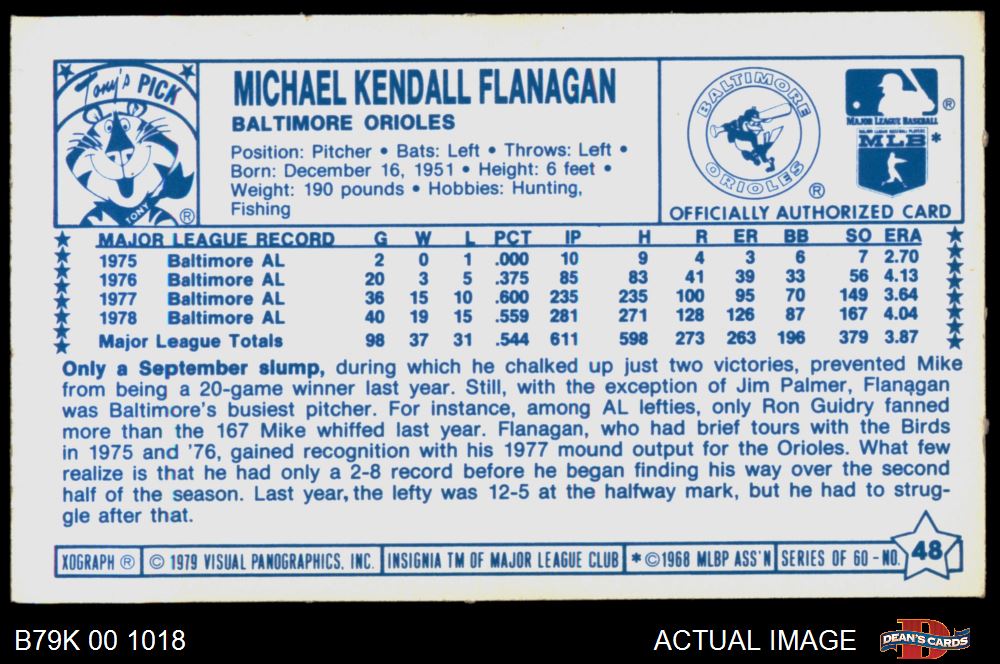 Tony's PICK
TONY ®
MICHAEL KENDALL FLANAGAN
BALTIMORE ORIOLES
Position: Pitcher • Bats: Left • Throws: Left •
Born: December 16, 1951 • Height: 6 feet •
Weight: 190 pounds • Hobbies: Hunting,
Fishing
BALTIMORE
ORIOLES
®
®
MAJOR LEAGUE BASEBALL
MAJOR LEAGUE BASEBALL PLAYERS
MLB *
OFFICIALLY AUTHORIZED CARD
MAJOR LEAGUE RECORD G W L PCT IP H R ER BB SO ERA
1975 Baltimore AL 2 0 1 .000 10 9 4 3 6 7 2.70
1976 Baltimore AL 20 3 5 .375 85 83 41 39 33 56 4.13
1977 Baltimore AL 36 15 10 .600 235 235 100 95 70 149 3.64
1978 Baltimore AL 40 19 15 .559 281 271 128 126 87 167 4.04
Major League Totals 98 37 31 .544 611 598 273 263 196 379 3.87
Only a September slump, during which he chalked up just two victories, prevented Mike
from being a 20-game winner last year. Still, with the exception of Jim Palmer, Flanagan
was Baltimore's busiest pitcher. For instance, among AL lefties, only Ron Guidry fanned
more than the 167 Mike whiffed last year. Flanagan, who had brief tours with the Birds
in 1975 and '76, gained recognition with his 1977 mound output for the Orioles. What few
realize is that he had only a 2-8 record before he began finding his way over the second
half of the season. Last year, the lefty was 12-5 at the halfway mark, but he had to strug-
gle after that.
XOGRAPH ® © 1979 VISUAL PANOGRAPHICS, INC. INSIGNIA TM OF MAJOR LEAGUE CLUB * © 1968 MLBP ASS'N SERIES OF 60 - NO. 48
B79K 00 1018
ACTUAL IMAGE
D
DEAN'S CARDS